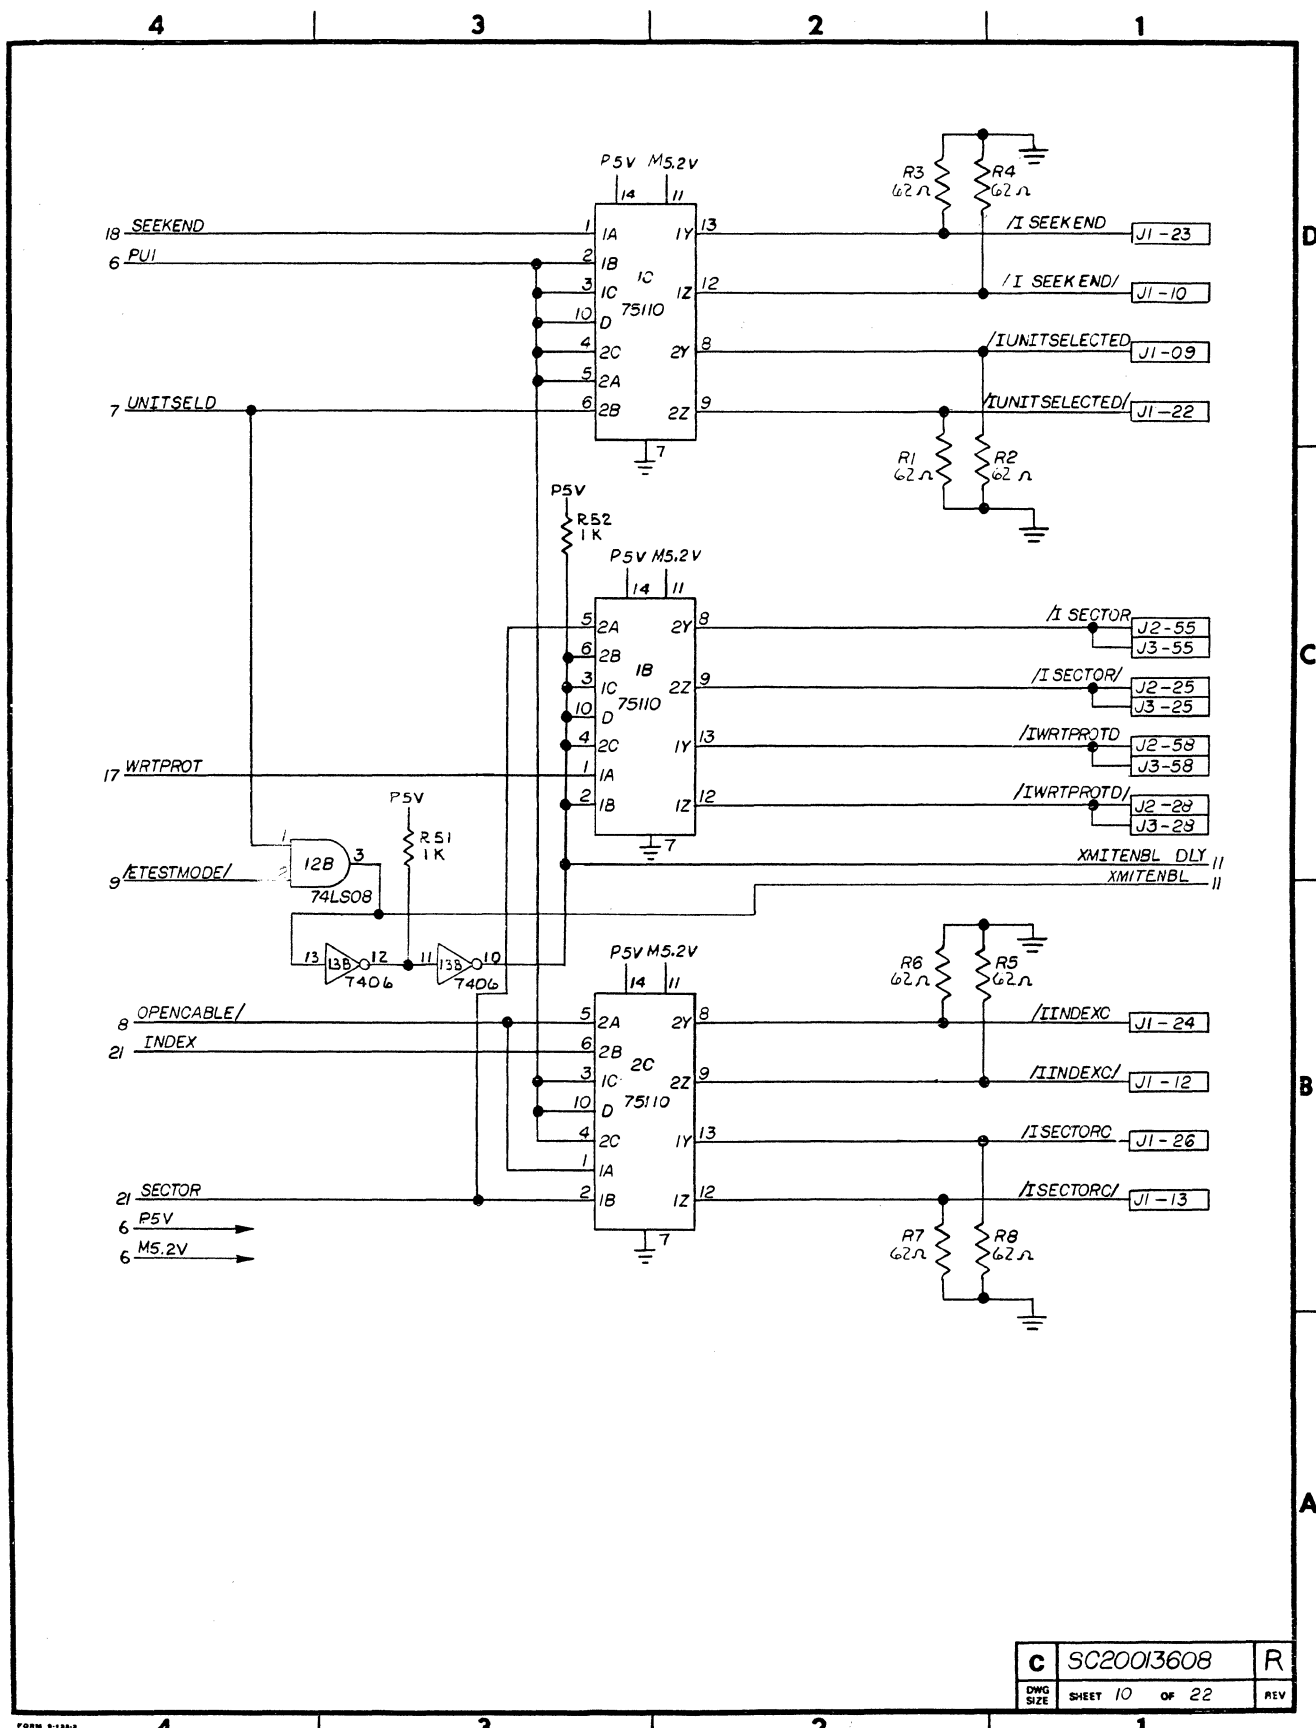 4 3 2 1
P5V M5.2V
14 11
R3 62Ω R4 62Ω
18 SEEKEND 1 1A 1Y 13 /I SEEKEND J1-23
D
6 PUI 2 1B
1C
3 1C 1Z 12 /I SEEKEND/ J1-10
75110
10 D
4 2C 2Y 8 /IUNITSELECTED J1-09
5 2A
7 UNITSELD 6 2B 2Z 9 /IUNITSELECTED/ J1-22
7
R1 62Ω R2 62Ω
P5V
R52 1K
P5V M5.2V
14 11
5 2A 2Y 8 /I SECTOR J2-55
J3-55
6 2B
C
1B
3 1C 2Z 9 /I SECTOR/ J2-25
75110 J3-25
10 D
4 2C 1Y 13 /IWRTPROTD J2-58
J3-58
17 WRTPROT 1 1A
P5V
2 1B 1Z 12 /IWRTPROTD/ J2-28
J3-28
R51 1K
7
1 12B 3
XMITENBL DLY 11
9 /ETESTMODE/ 2
XMITENBL 11
74LS08
13 13B 12 11 13B 10
7406 7406
P5V M5.2V
14 11
R6 62Ω R5 62Ω
8 OPENCABLE/ 5 2A 2Y 8 /IINDEXC J1-24
21 INDEX 6 2B
2C
3 1C 2Z 9 /IINDEXC/ J1-12
B
75110
10 D
4 2C 1Y 13 /ISECTORC J1-26
1 1A
21 SECTOR 2 1B 1Z 12 /ISECTORC/ J1-13
6 P5V
7
R7 62Ω R8 62Ω
6 M5.2V
A
C SC20013608 R
DWG SIZE SHEET 10 OF 22 REV
4 3 2 1